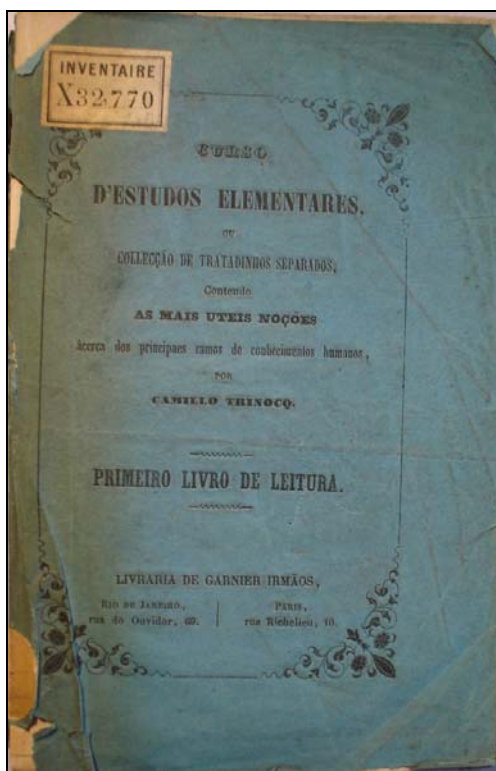 INVENTAIRE
X32,770
CURSO
D'ESTUDOS ELEMENTARES,
OU
COLLECÇÃO DE TRATADINHOS SEPARADOS,
Contendo
AS MAIS UTEIS NOÇÕES
ácerca dos principaes ramos de conhecimentos humanos,
POR
CAMILLO TRINOCQ.
PRIMEIRO LIVRO DE LEITURA.
LIVRARIA DE GARNIER IRMÃOS,
RIO DE JANEIRO, PARIS,
rua do Ouvidor, 69. rua Richelieu, 10.